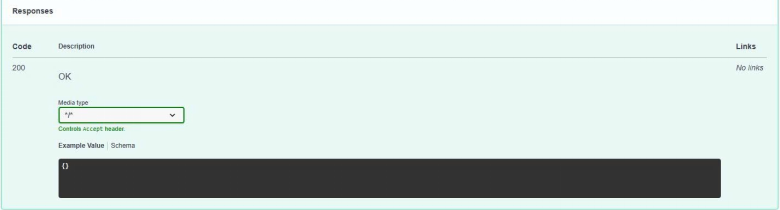 Responses
Code Description Links
200 OK No links
Media type
*/*
Controls Accept header.
Example Value | Schema
{}